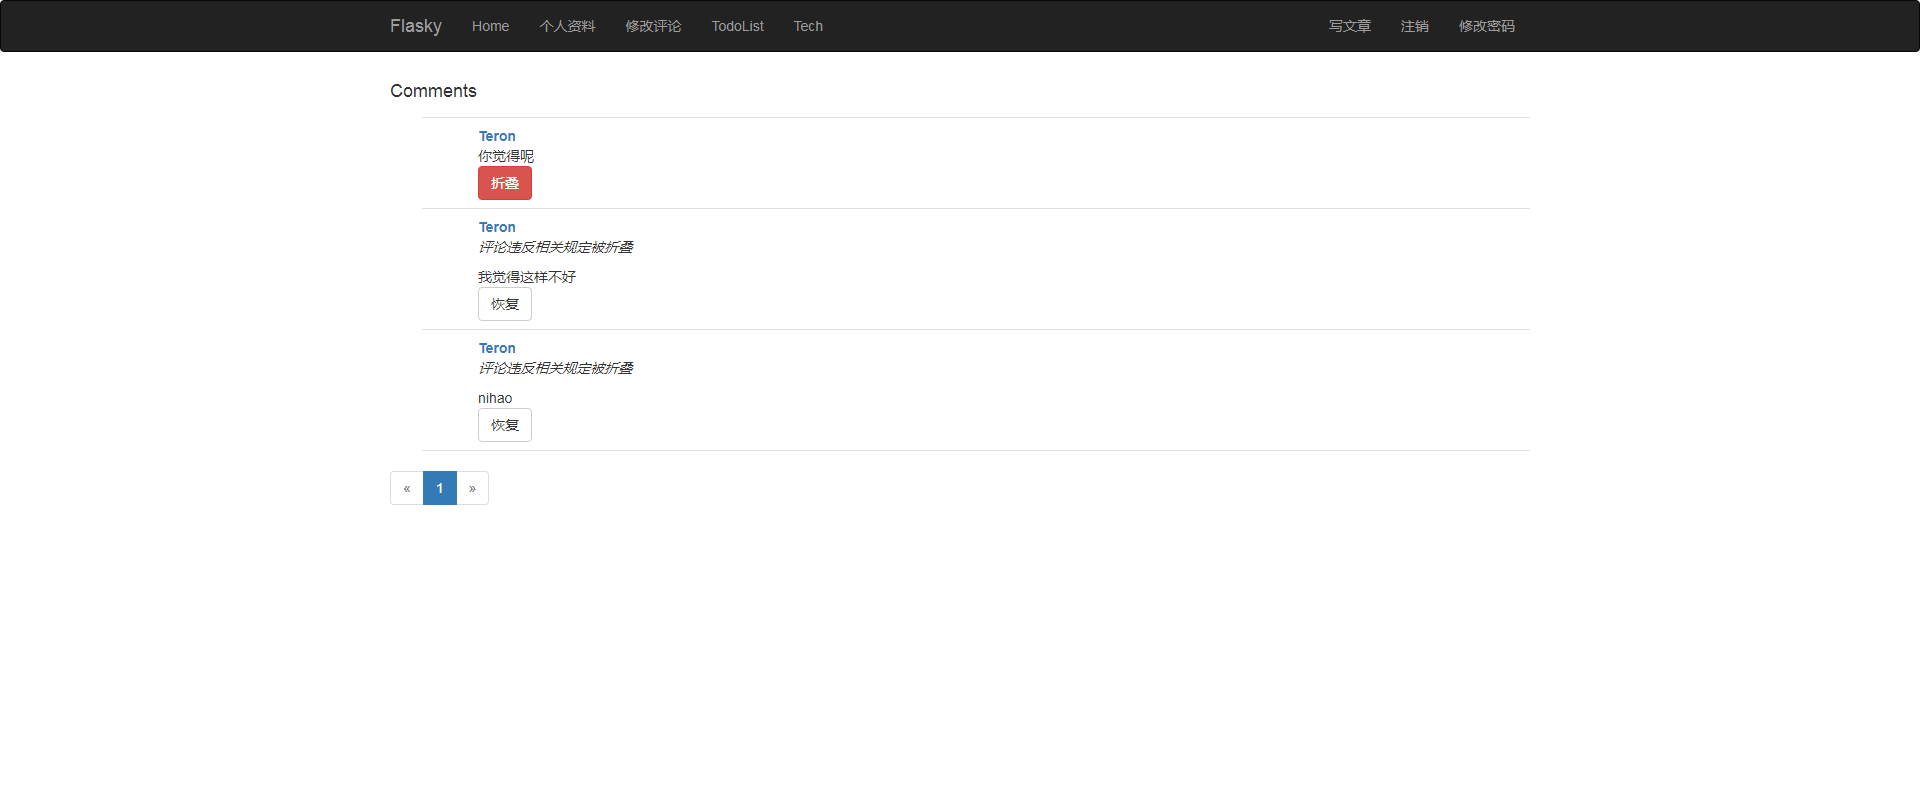 Flasky Home 个人资料 修改评论 TodoList Tech 写文章 注销 修改密码
Comments
Teron
你觉得呢
折叠
Teron
评论违反相关规定被折叠
我觉得这样不好
恢复
Teron
评论违反相关规定被折叠
nihao
恢复
« 1 »